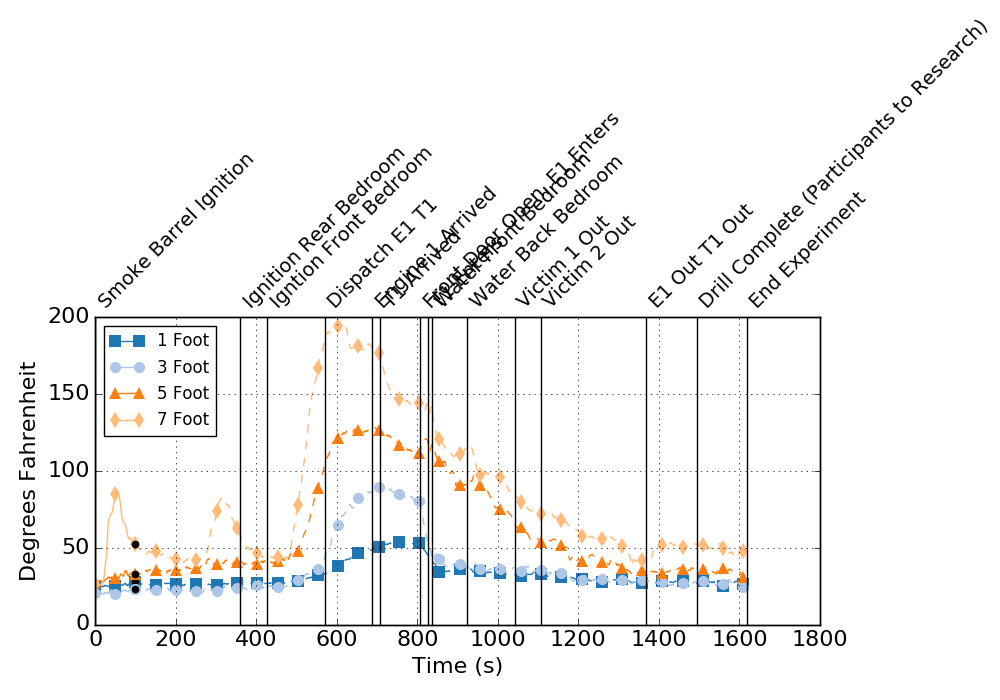 Smoke Barrel Ignition
Ignition Rear Bedroom
Igntion Front Bedroom
Dispatch E1 T1
Engine 1 Arrived
T1 Arrived
Front Door Open, E1 Enters
Water Front Bedroom
Water Back Bedroom
Victim 1 Out
Victim 2 Out
E1 Out T1 Out
Drill Complete (Participants to Research)
End Experiment
Degrees Fahrenheit
200
150
100
50
0
1 Foot
3 Foot
5 Foot
7 Foot
0 200 400 600 800 1000 1200 1400 1600 1800
Time (s)